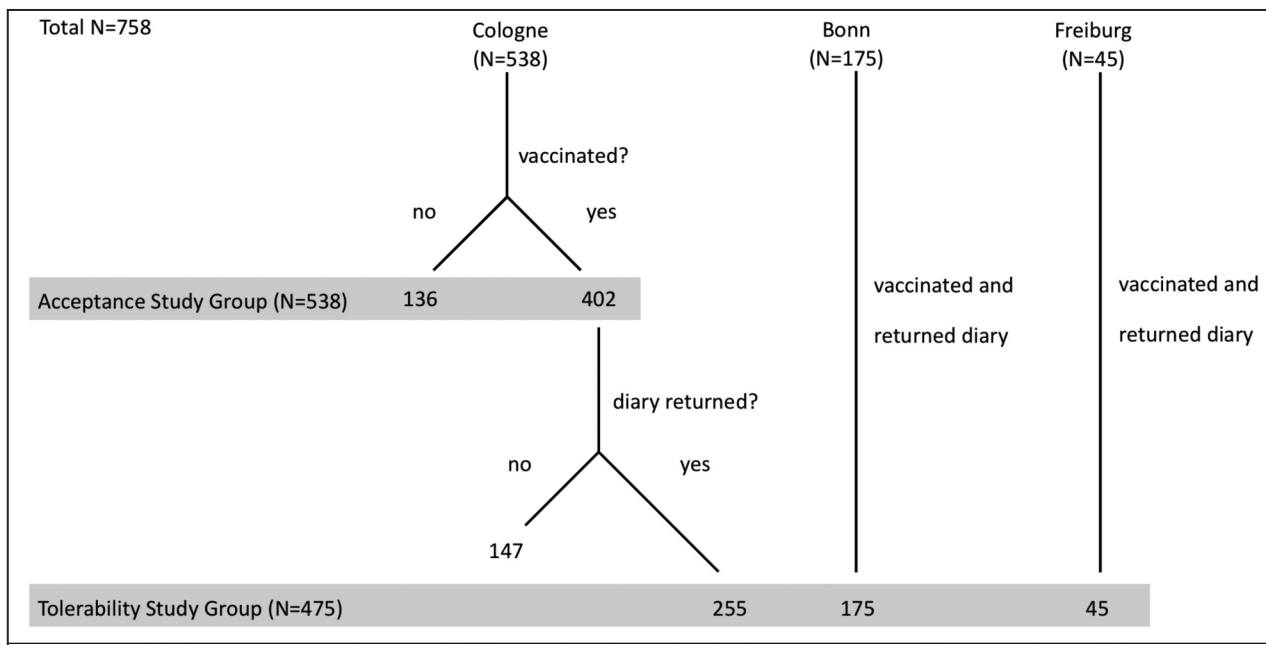 Total N=758
Cologne
(N=538)
Bonn
(N=175)
Freiburg
(N=45)
vaccinated?
no
yes
Acceptance Study Group (N=538)
136
402
vaccinated and
returned diary
vaccinated and
returned diary
diary returned?
no
yes
147
Tolerability Study Group (N=475)
255
175
45